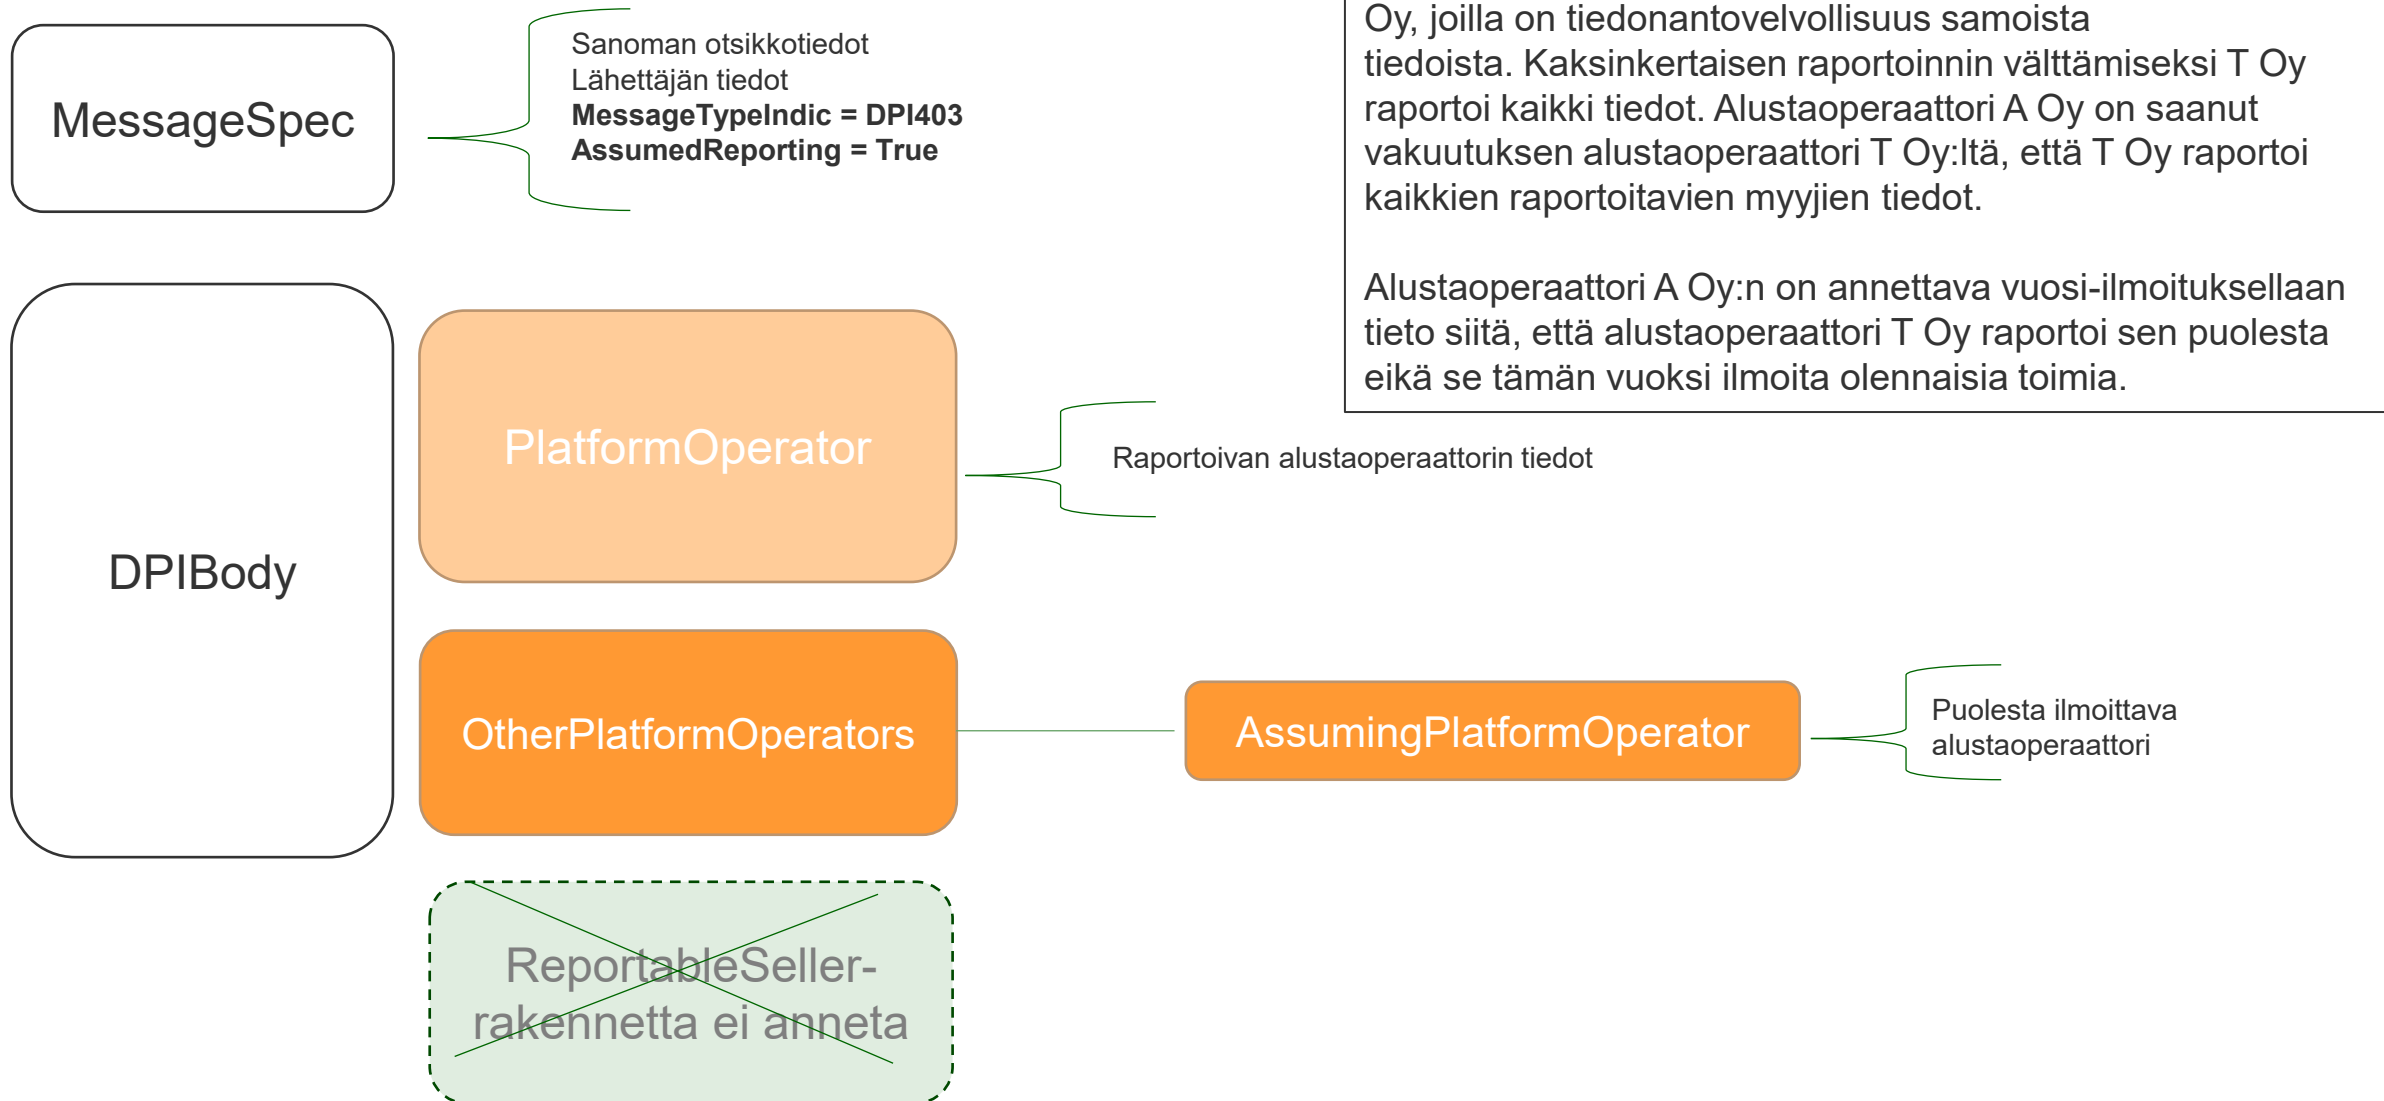 MessageSpec
Sanoman otsikkotiedot
Lähettäjän tiedot
MessageTypeIndic = DPI403
AssumedReporting = True
Oy, joilla on tiedonantovelvollisuus samoista
tiedoista. Kaksinkertaisen raportoinnin välttämiseksi T Oy
raportoi kaikki tiedot. Alustaoperaattori A Oy on saanut
vakuutuksen alustaoperaattori T Oy:ltä, että T Oy raportoi
kaikkien raportoitavien myyjien tiedot.
Alustaoperaattori A Oy:n on annettava vuosi-ilmoituksellaan
tieto siitä, että alustaoperaattori T Oy raportoi sen puolesta
eikä se tämän vuoksi ilmoita olennaisia toimia.
DPIBody
PlatformOperator
Raportoivan alustaoperaattorin tiedot
OtherPlatformOperators
AssumingPlatformOperator
Puolesta ilmoittava
alustaoperaattori
ReportableSeller-
rakennetta ei anneta